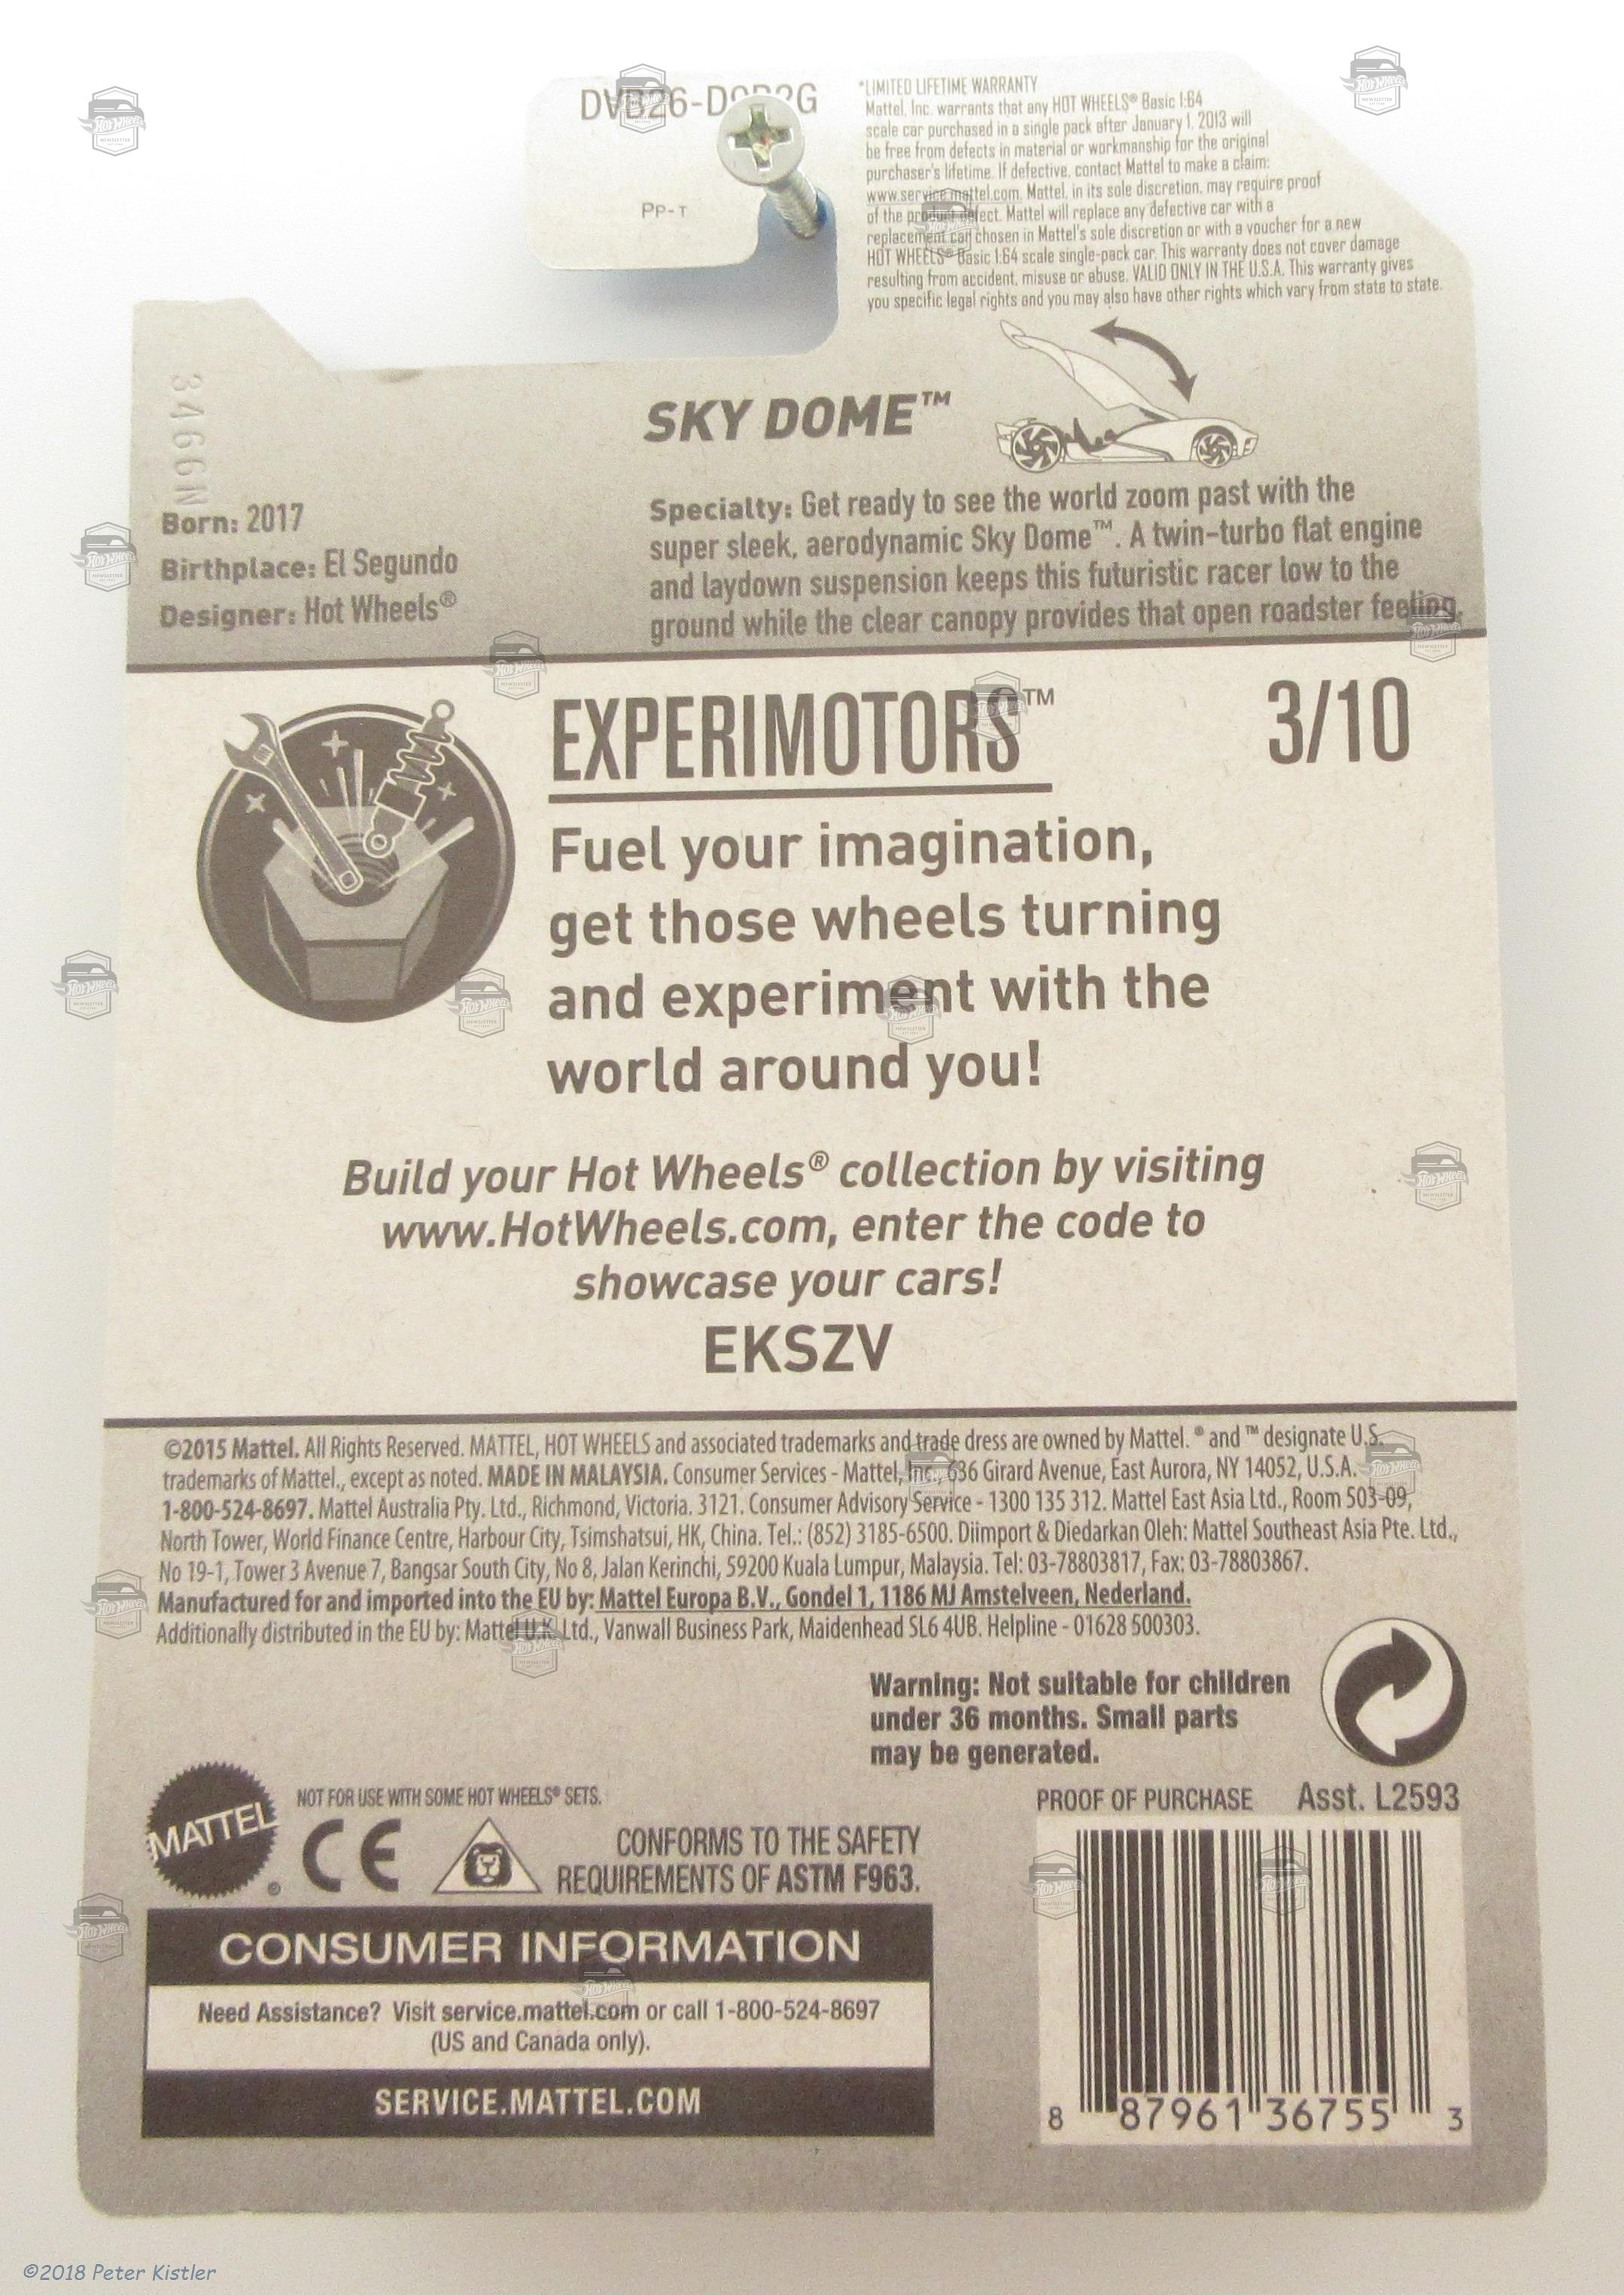 *LIMITED LIFETIME WARRANTY
Mattel, Inc. warrants that any HOT WHEELS® Basic 1:64
scale car purchased in a single pack after January 1, 2013 will
be free from defects in material or workmanship for the original
purchaser's lifetime. If defective, contact Mattel to make a claim:
www.service.mattel.com. Mattel, in its sole discretion, may require proof
of the product defect. Mattel will replace any defective car with a
replacement car chosen in Mattel's sole discretion or with a voucher for a new
HOT WHEELS® Basic 1:64 scale single-pack car. This warranty does not cover damage
resulting from accident, misuse or abuse. VALID ONLY IN THE U.S.A. This warranty gives
you specific legal rights and you may also have other rights which vary from state to state.
PP-T
3466N
SKY DOME™
Born: 2017
Birthplace: El Segundo
Designer: Hot Wheels®
Specialty: Get ready to see the world zoom past with the
super sleek, aerodynamic Sky Dome™. A twin-turbo flat engine
and laydown suspension keeps this futuristic racer low to the
ground while the clear canopy provides that open roadster feeling.
EXPERIMOTORS™
3/10
Fuel your imagination,
get those wheels turning
and experiment with the
world around you!
Build your Hot Wheels® collection by visiting
www.HotWheels.com, enter the code to
showcase your cars!
EKSZV
©2015 Mattel. All Rights Reserved. MATTEL, HOT WHEELS and associated trademarks and trade dress are owned by Mattel. ® and ™ designate U.S.
trademarks of Mattel., except as noted. MADE IN MALAYSIA. Consumer Services - Mattel, Inc., 636 Girard Avenue, East Aurora, NY 14052, U.S.A.
1-800-524-8697. Mattel Australia Pty. Ltd., Richmond, Victoria. 3121. Consumer Advisory Service - 1300 135 312. Mattel East Asia Ltd., Room 503-09,
North Tower, World Finance Centre, Harbour City, Tsimshatsui, HK, China. Tel.: (852) 3185-6500. Diimport & Diedarkan Oleh: Mattel Southeast Asia Pte. Ltd.,
No 19-1, Tower 3 Avenue 7, Bangsar South City, No 8, Jalan Kerinchi, 59200 Kuala Lumpur, Malaysia. Tel: 03-78803817, Fax: 03-78803867.
Manufactured for and imported into the EU by: Mattel Europa B.V., Gondel 1, 1186 MJ Amstelveen, Nederland.
Additionally distributed in the EU by: Mattel U.K. Ltd., Vanwall Business Park, Maidenhead SL6 4UB. Helpline - 01628 500303.
Warning: Not suitable for children
under 36 months. Small parts
may be generated.
MATTEL®
NOT FOR USE WITH SOME HOT WHEELS® SETS.
CE
CONFORMS TO THE SAFETY
REQUIREMENTS OF ASTM F963.
PROOF OF PURCHASE Asst. L2593
CONSUMER INFORMATION
Need Assistance? Visit service.mattel.com or call 1-800-524-8697
(US and Canada only).
SERVICE.MATTEL.COM
8 87961 36755 3
©2018 Peter Kistler